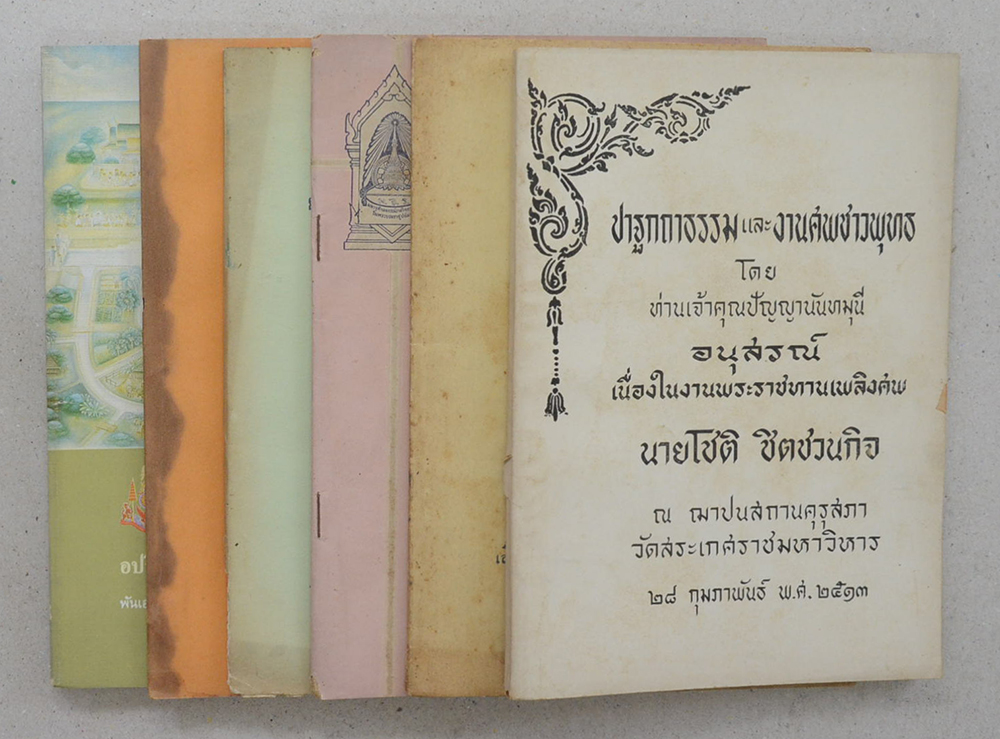 ปาฐกถาธรรมและงานศพชาวพุทธ
โดย
ท่านเจ้าคุณปัญญานันทมุนี
อนุสรณ์
เนื่องในงานพระราชทานเพลิงศพ
นายโชติ ชิตชวนกิจ
ณ ฌาปนสถานคุรุสภา
วัดสระเกศราชมหาวิหาร
๒๘ กุมภาพันธ์ พ.ศ. ๒๕๑๓